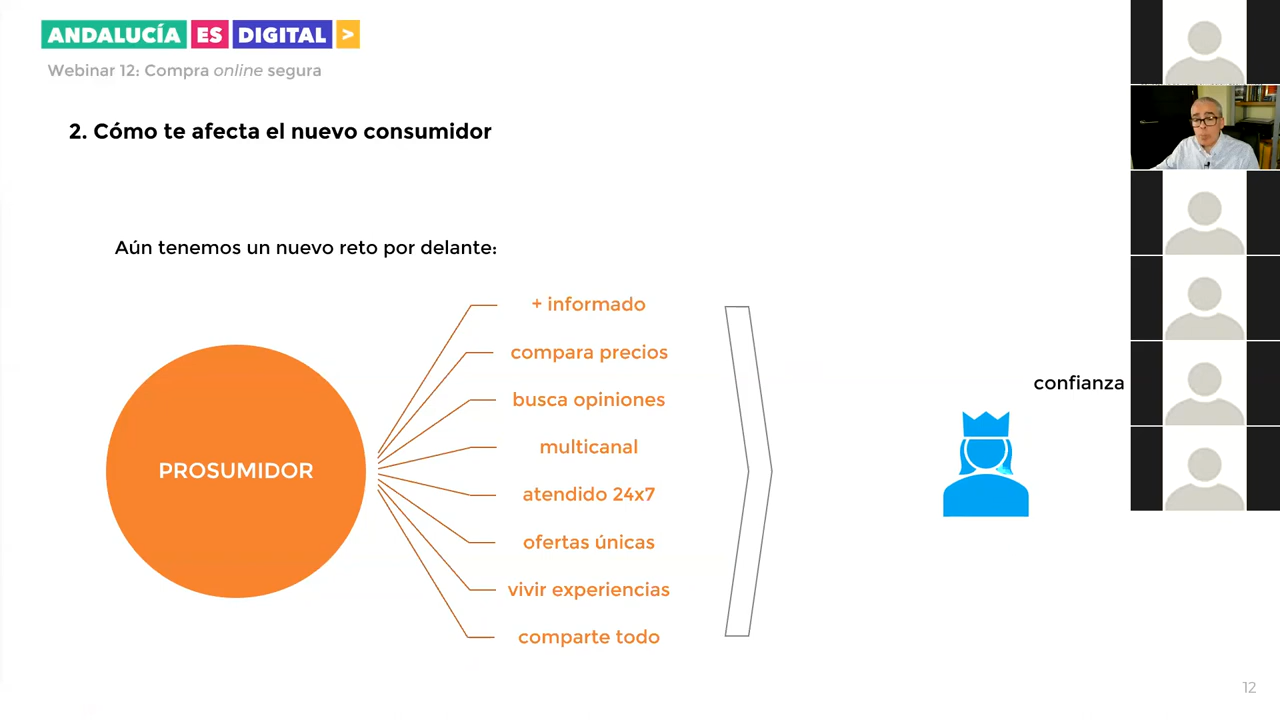 ANDALUCÍA ES DIGITAL >
Webinar 12: Compra online segura
2. Cómo te afecta el nuevo consumidor
Aún tenemos un nuevo reto por delante:
+ informado
compara precios
busca opiniones
multicanal
atendido 24x7
ofertas únicas
vivir experiencias
comparte todo
PROSUMIDOR
confianza
12